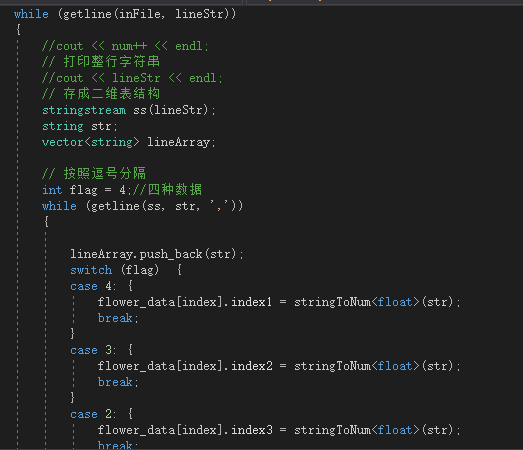 while (getline(inFile, lineStr))
{
//cout << num++ << endl;
// 打印整行字符串
//cout << lineStr << endl;
// 存成二维表结构
stringstream ss(lineStr);
string str;
vector<string> lineArray;
// 按照逗号分隔
int flag = 4;//四种数据
while (getline(ss, str, ','))
{
lineArray.push_back(str);
switch (flag) {
case 4: {
flower_data[index].index1 = stringToNum<float>(str);
break;
}
case 3: {
flower_data[index].index2 = stringToNum<float>(str);
break;
}
case 2: {
flower_data[index].index3 = stringToNum<float>(str);
break;